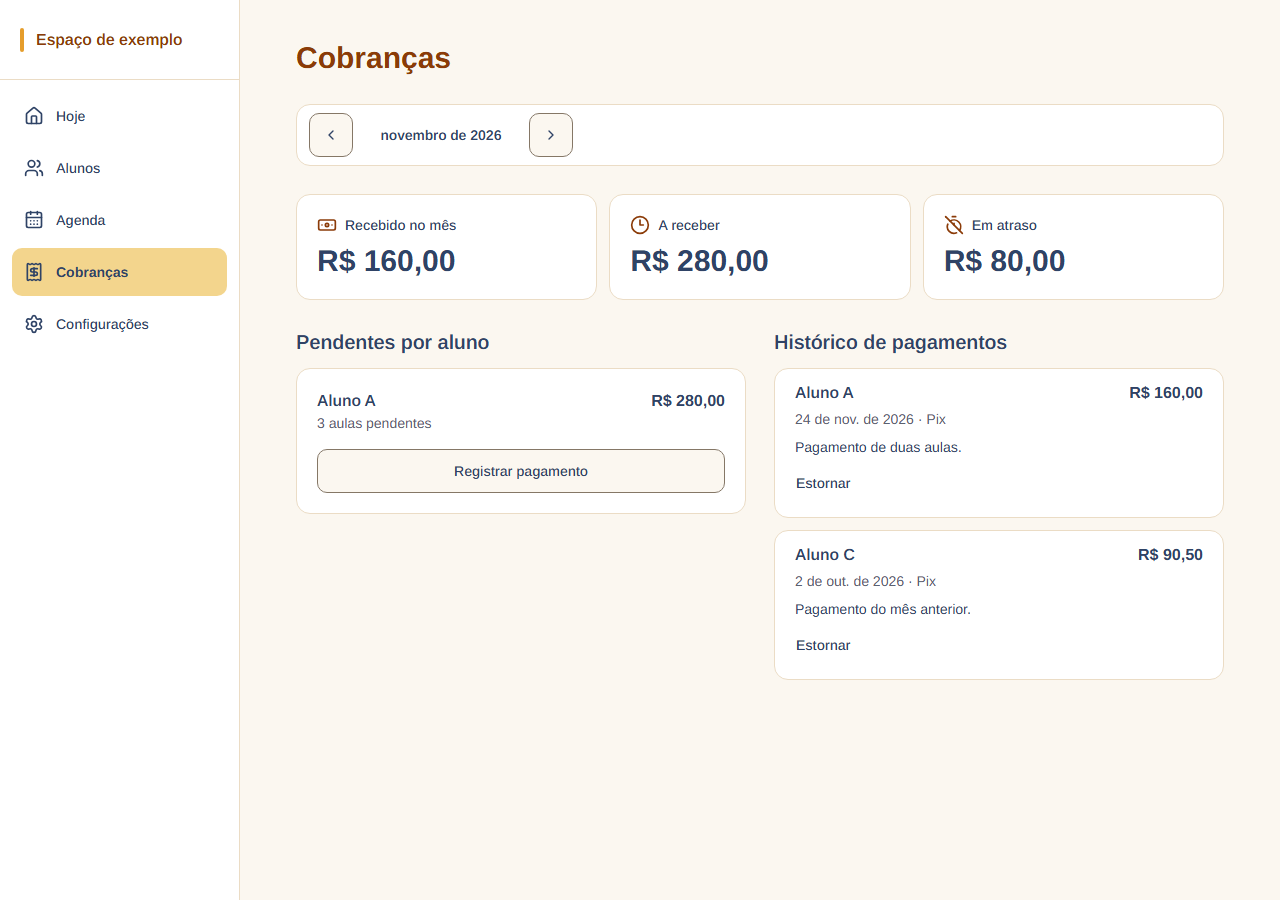 Espaço de exemplo
Hoje
Alunos
Agenda
Cobranças
Configurações
Cobranças
novembro de 2026
Recebido no mês
R$ 160,00
A receber
R$ 280,00
Em atraso
R$ 80,00
Pendentes por aluno
Aluno A R$ 280,00
3 aulas pendentes
Registrar pagamento
Histórico de pagamentos
Aluno A R$ 160,00
24 de nov. de 2026 · Pix
Pagamento de duas aulas.
Estornar
Aluno C R$ 90,50
2 de out. de 2026 · Pix
Pagamento do mês anterior.
Estornar